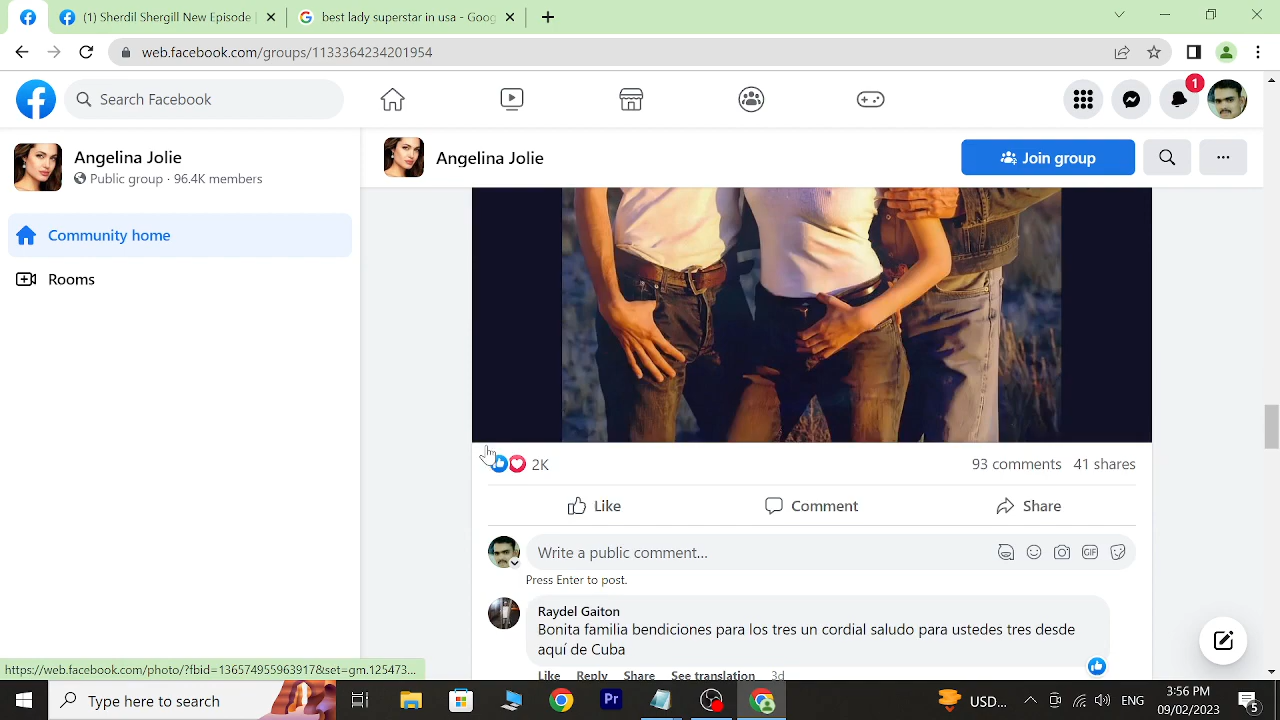 (1) Sherdil Shergill New Episode |
best lady superstar in usa - Goog
web.facebook.com/groups/1133364234201954
Search Facebook
1
Angelina Jolie
Public group · 96.4K members
Community home
Rooms
Angelina Jolie
Join group
2K
93 comments 41 shares
Like
Comment
Share
Write a public comment...
GIF
Press Enter to post.
Raydel Gaiton
Bonita familia bendiciones para los tres un cordial saludo para ustedes tres desde
aquí de Cuba
Like Reply Share See translation 3d
https://web.facebook.com/photo/?fbid=1365749559639178&set=gm.125473...
Type here to search
Pr
USD...
ENG
3:56 PM
09/02/2023
5